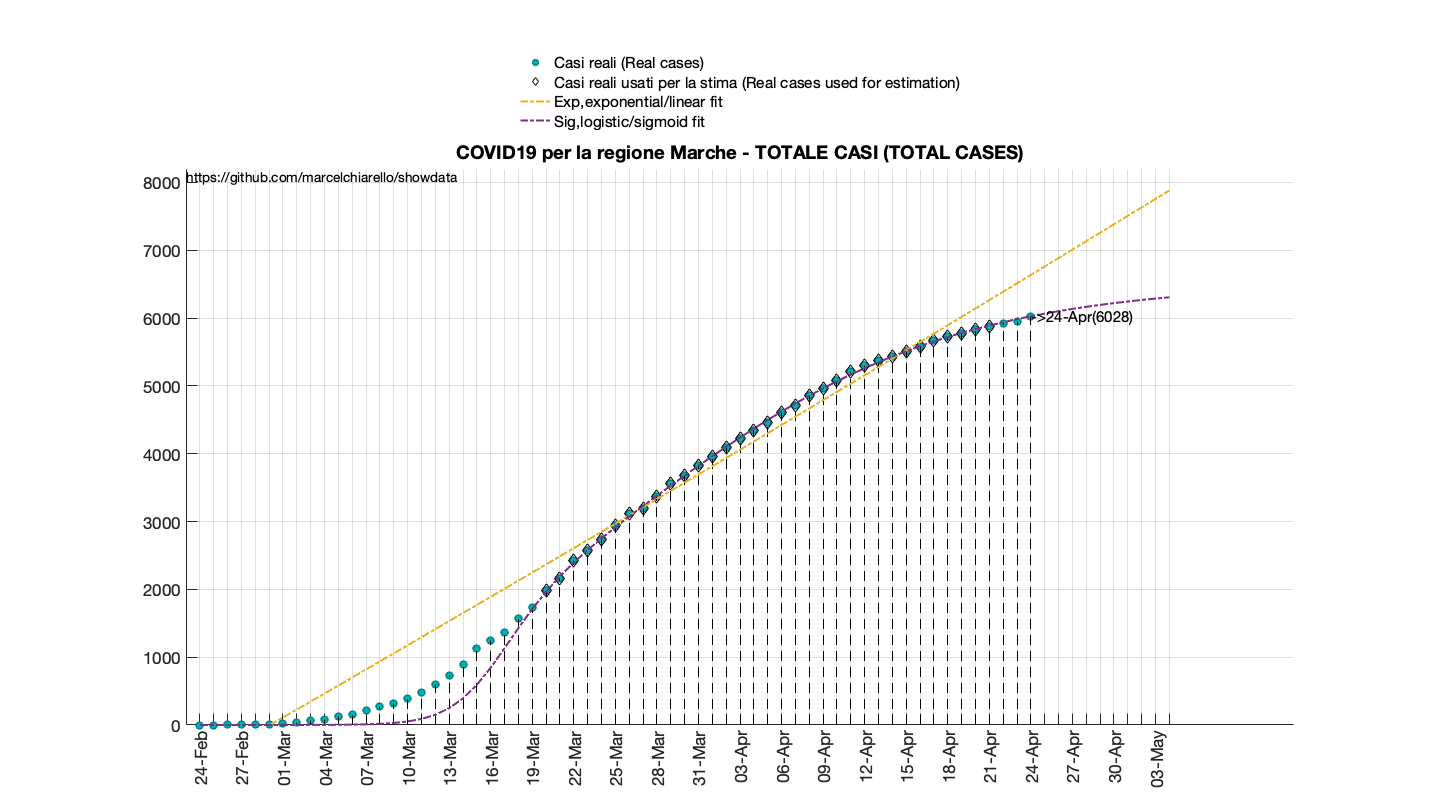 Casi reali (Real cases)
Casi reali usati per la stima (Real cases used for estimation)
Exp,exponential/linear fit
Sig,logistic/sigmoid fit
COVID19 per la regione Marche - TOTALE CASI (TOTAL CASES)
https://github.com/marcelchiarello/showdata
8000
7000
6000
5000
4000
3000
2000
1000
0
->24-Apr(6028)
24-Feb
27-Feb
01-Mar
04-Mar
07-Mar
10-Mar
13-Mar
16-Mar
19-Mar
22-Mar
25-Mar
28-Mar
31-Mar
03-Apr
06-Apr
09-Apr
12-Apr
15-Apr
18-Apr
21-Apr
24-Apr
27-Apr
30-Apr
03-May